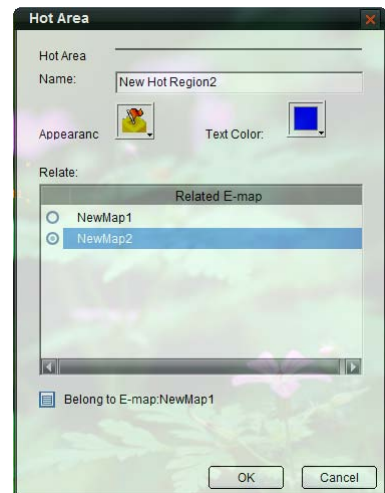 Hot Area
Hot Area
Name:
New Hot Region2
Appearanc
Text Color:
Relate:
Related E-map
NewMap1
NewMap2
Belong to E-map:NewMap1
OK
Cancel